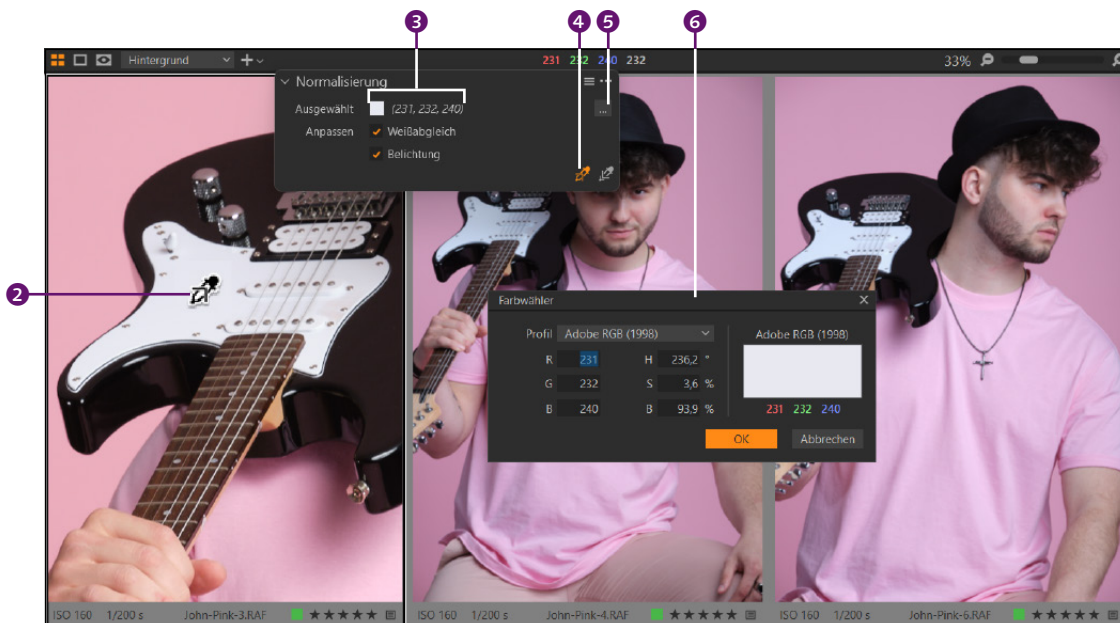 3 4 5 6
Hintergrund 231 232 240 232 33%
Normalisierung
Ausgewählt (231, 232, 240) ...
Anpassen Weißabgleich
Belichtung
2
Farbwähler X
Profil Adobe RGB (1998) Adobe RGB (1998)
R 231 H 236,2 °
G 232 S 3,6 %
B 240 B 93,9 % 231 232 240
OK Abbrechen
ISO 160 1/200 s John-Pink-3.RAF ★★★★★ ISO 160 1/200 s John-Pink-4.RAF ★★★★★ ISO 160 1/200 s John-Pink-6.RAF ★★★★★